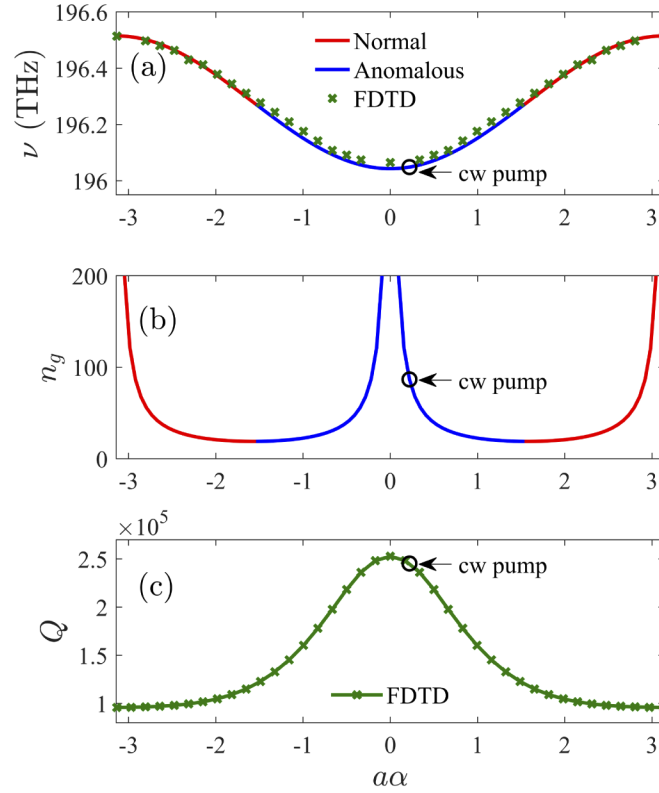 196.6
196.4
196.2
196
ν (THz)
(a)
Normal
Anomalous
FDTD
cw pump
-3 -2 -1 0 1 2 3
200
100
0
n_g
(b)
cw pump
-3 -2 -1 0 1 2 3
×10^5
2.5
2
1.5
1
Q
(c)
cw pump
FDTD
-3 -2 -1 0 1 2 3
aα